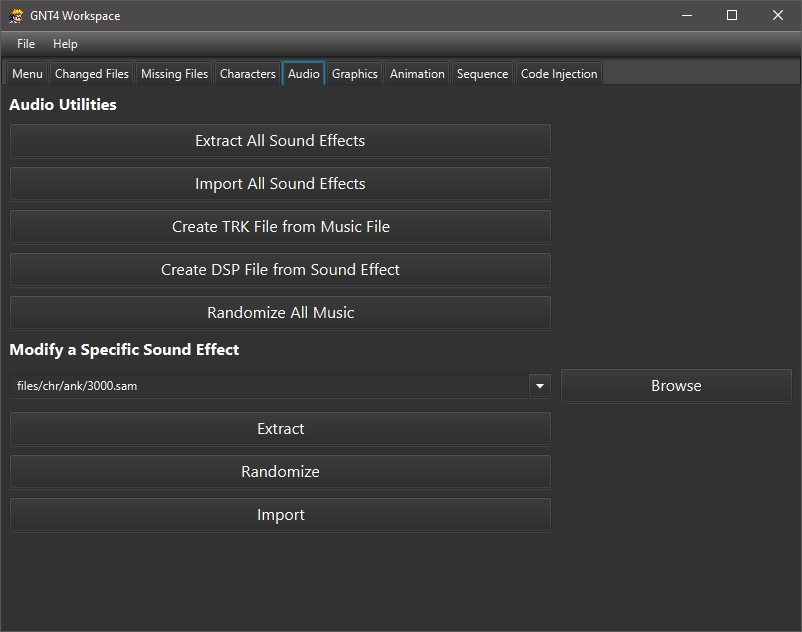 GNT4 Workspace
File Help
Menu Changed Files Missing Files Characters Audio Graphics Animation Sequence Code Injection
Audio Utilities
Extract All Sound Effects
Import All Sound Effects
Create TRK File from Music File
Create DSP File from Sound Effect
Randomize All Music
Modify a Specific Sound Effect
files/chr/ank/3000.sam Browse
Extract
Randomize
Import